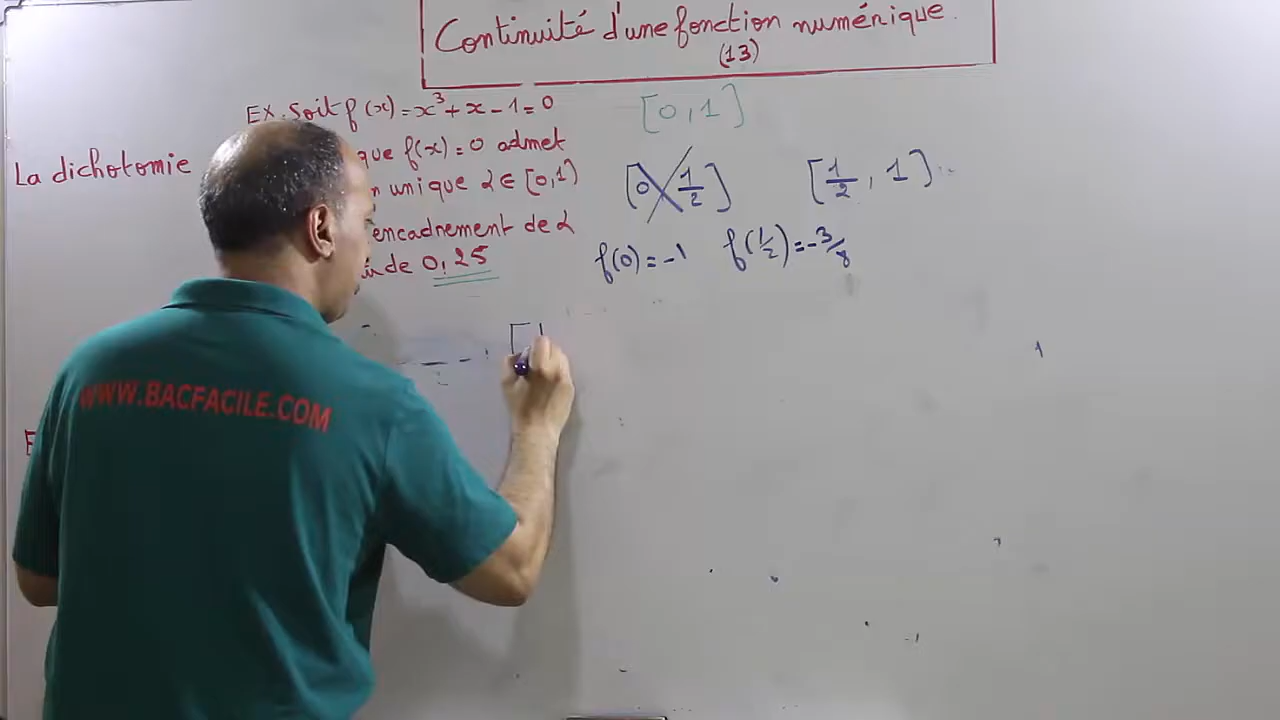 Continuité d'une fonction numérique.
(13)
EX. Soit f(x) = x³ + x - 1 = 0
La dichotomie
que f(x) = 0 admet
unique α ∈ [0,1]
encadrement de α
de 0,25
[0,1]
[0 1/2]
[1/2, 1]
f(0) = -1 f(1/2) = -3/8
WWW.BACFACILE.COM